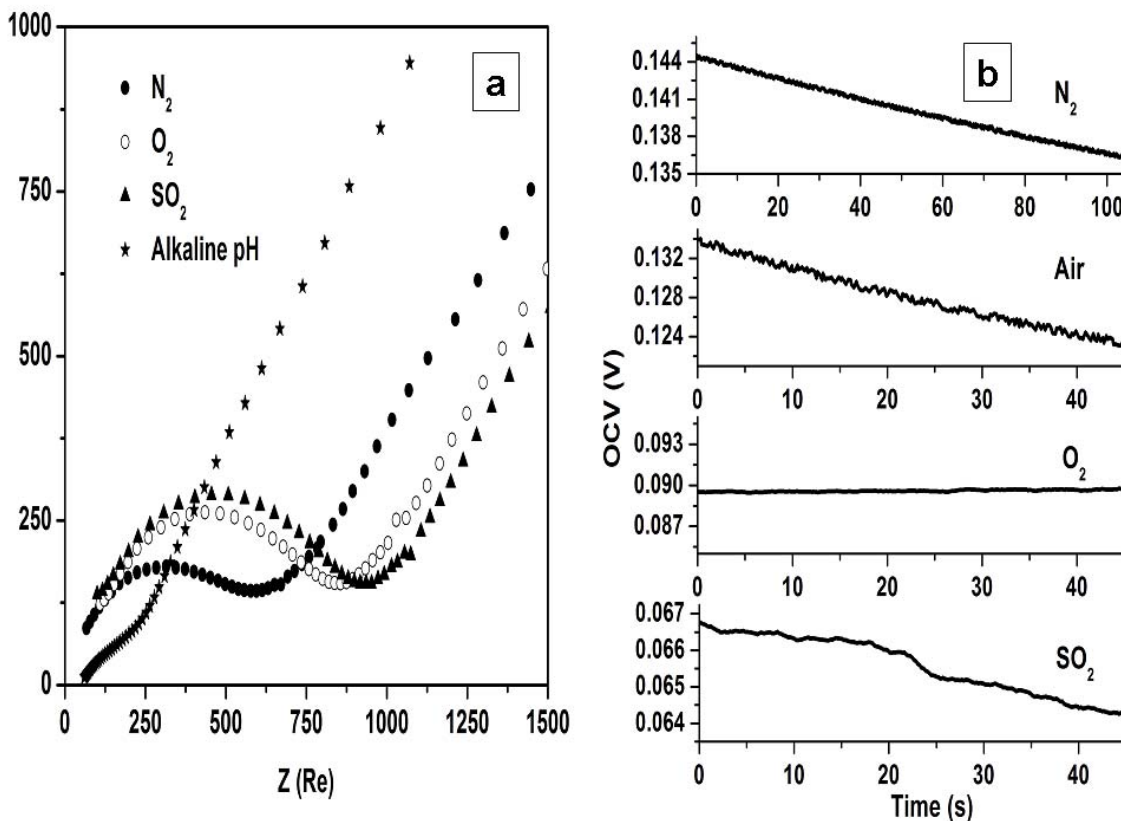 1000
750
500
250
0
a
N₂
O₂
SO₂
Alkaline pH
0 250 500 750 1000 1250 1500
Z (Re)
OCV (V)
b
0.144
0.141
0.138
0.135
N₂
0 20 40 60 80 100
0.132
0.128
0.124
Air
0 10 20 30 40
0.093
0.090
0.087
O₂
0 10 20 30 40
0.067
0.066
0.065
0.064
SO₂
0 10 20 30 40
Time (s)